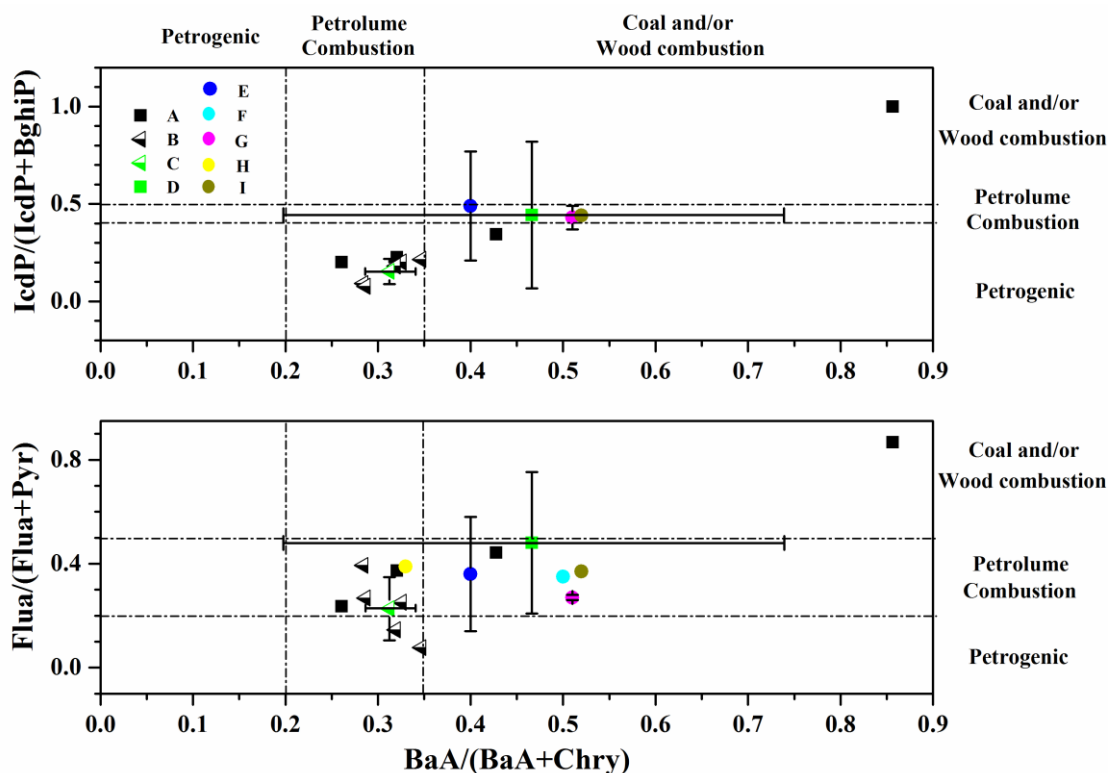 Petrogenic
Petrolume
Combustion
Coal and/or
Wood combustion
IcdP/(IcdP+BghiP)
1.0
0.5
0.0
A
B
C
D
E
F
G
H
I
Coal and/or
Wood combustion
Petrolume
Combustion
Petrogenic
0.0 0.1 0.2 0.3 0.4 0.5 0.6 0.7 0.8 0.9
Flua/(Flua+Pyr)
0.8
0.4
0.0
Coal and/or
Wood combustion
Petrolume
Combustion
Petrogenic
0.0 0.1 0.2 0.3 0.4 0.5 0.6 0.7 0.8 0.9
BaA/(BaA+Chry)